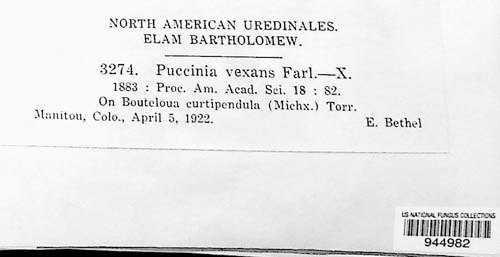 NORTH AMERICAN UREDINALES.
ELAM BARTHOLOMEW.
3274. Puccinia vexans Farl.—X.
1883 : Proc. Am. Acad. Sci. 18 : 82.
On Bouteloua curtipendula (Michx.) Torr.
Manitou, Colo., April 5, 1922. E. Bethel
US NATIONAL FUNGUS COLLECTIONS
944982